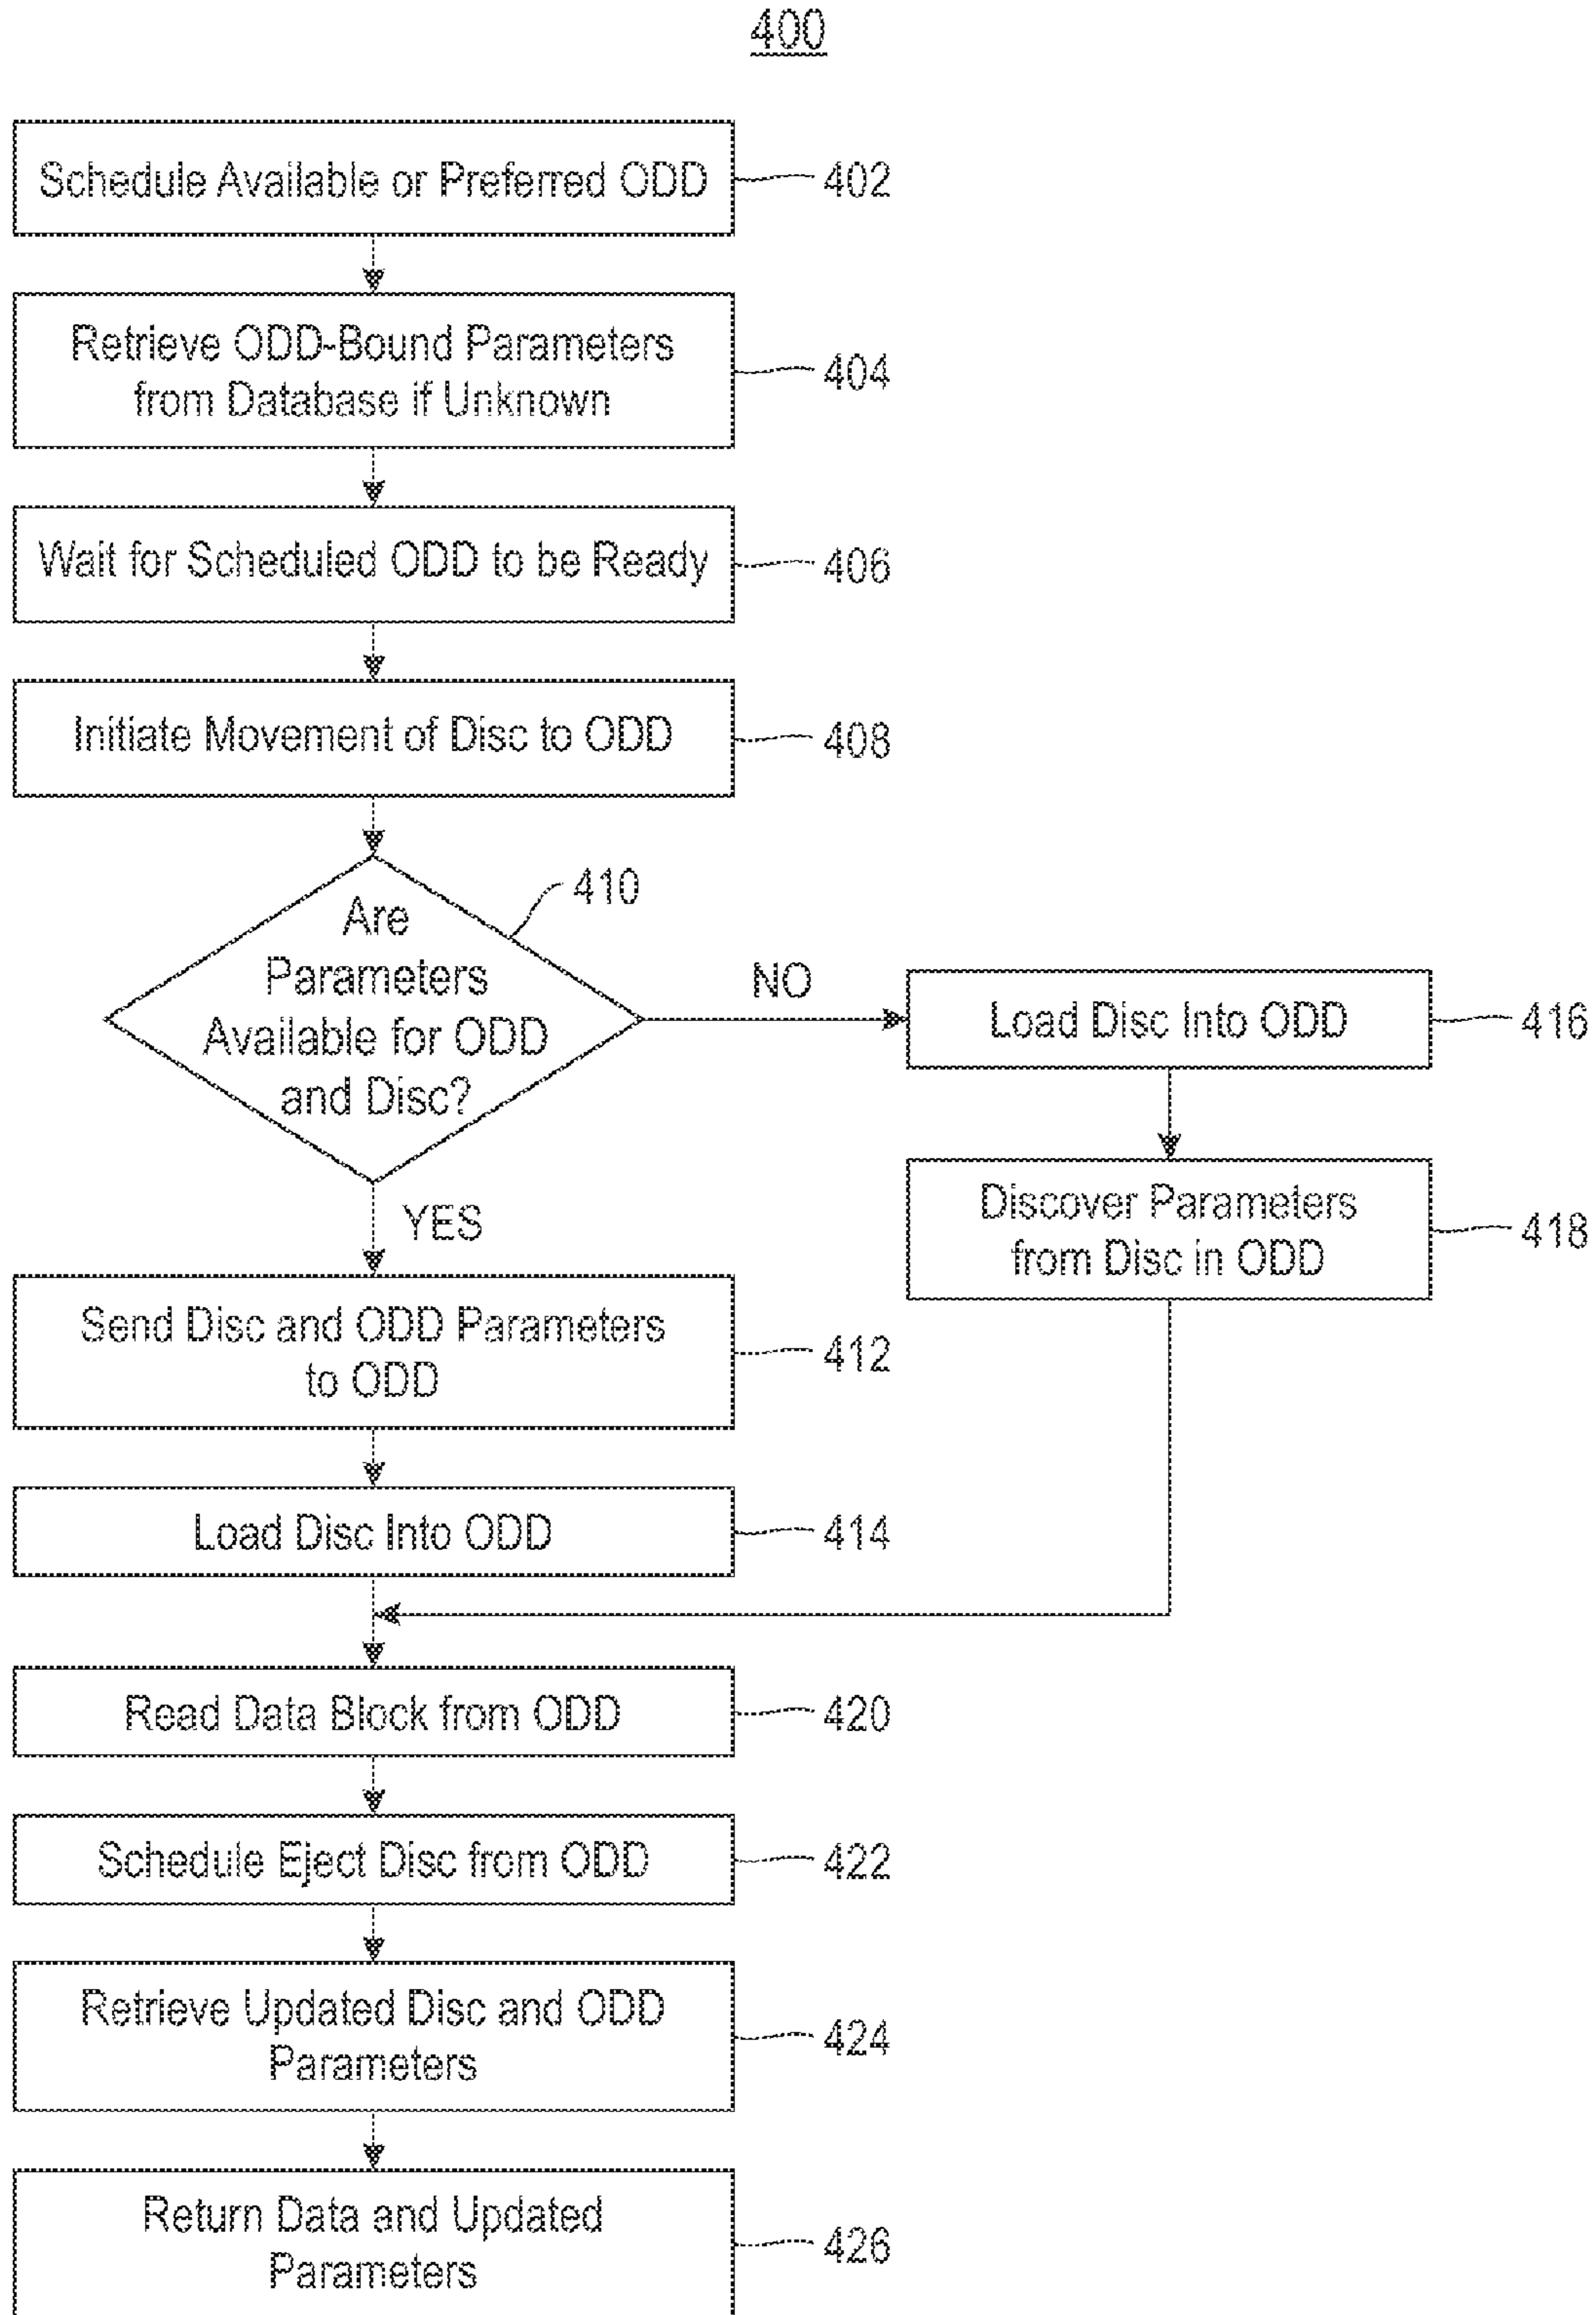 400
Schedule Available or Preferred ODD
402
Retrieve ODD-Bound Parameters
from Database if Unknown
404
Wait for Scheduled ODD to be Ready
406
Initiate Movement of Disc to ODD
408
Are
Parameters
Available for ODD
and Disc?
410
NO
Load Disc Into ODD
416
Discover Parameters
from Disc in ODD
418
YES
Send Disc and ODD Parameters
to ODD
412
Load Disc Into ODD
414
Read Data Block from ODD
420
Schedule Eject Disc from ODD
422
Retrieve Updated Disc and ODD
Parameters
424
Return Data and Updated
Parameters
426